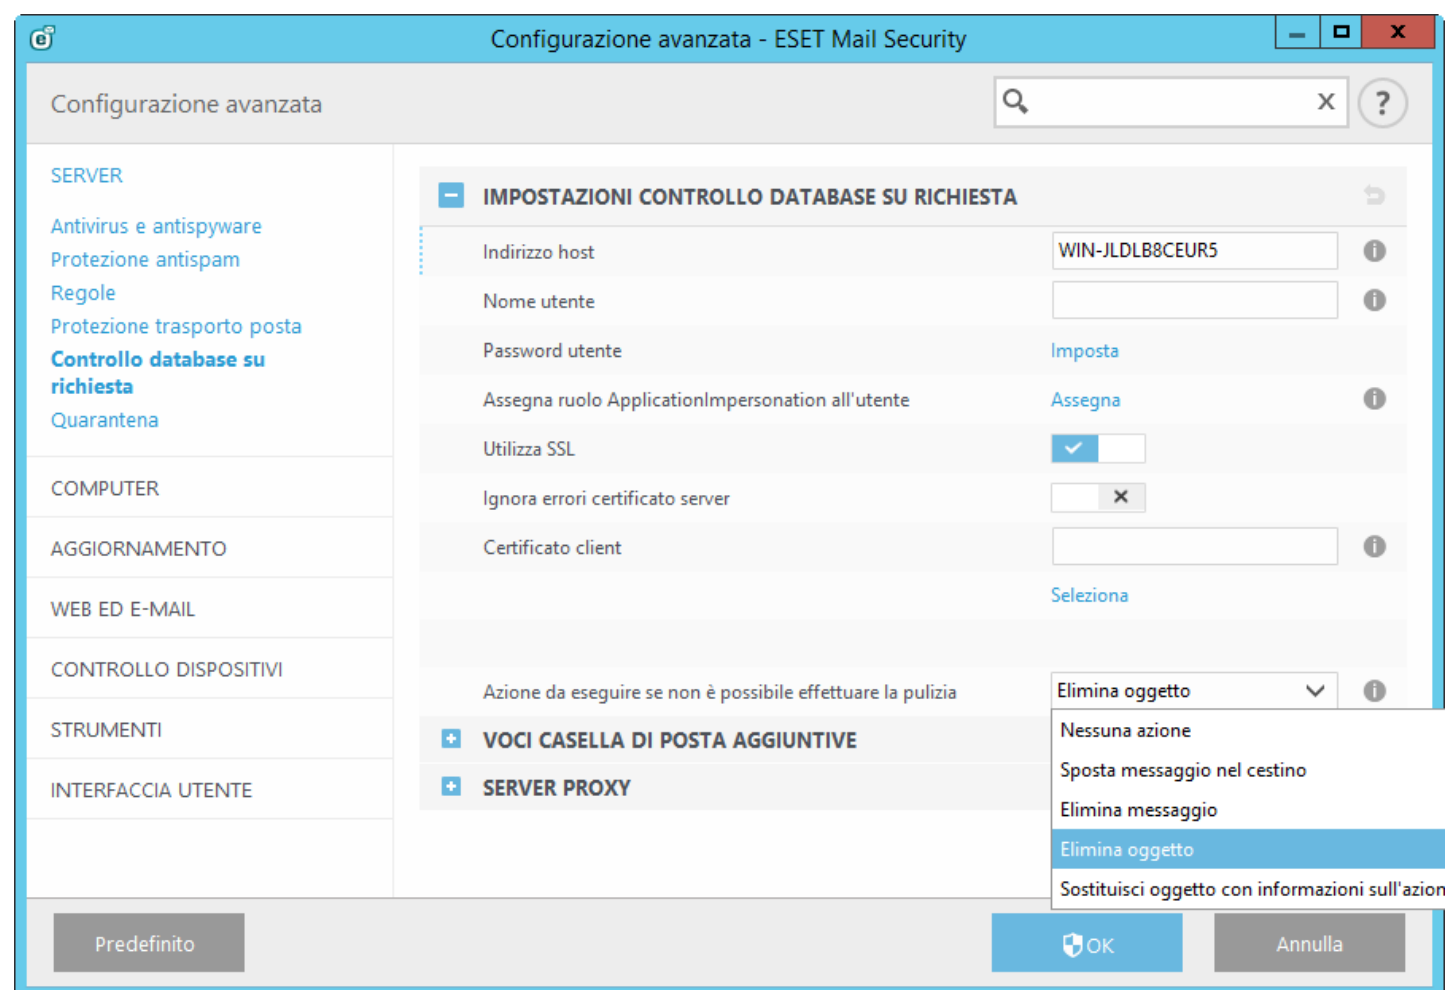 Configurazione avanzata - ESET Mail Security
Configurazione avanzata
SERVER
Antivirus e antispyware
Protezione antispam
Regole
Protezione trasporto posta
Controllo database su
richiesta
Quarantena
COMPUTER
AGGIORNAMENTO
WEB ED E-MAIL
CONTROLLO DISPOSITIVI
STRUMENTI
INTERFACCIA UTENTE
IMPOSTAZIONI CONTROLLO DATABASE SU RICHIESTA
Indirizzo host WIN-JLDLB8CEUR5
Nome utente
Password utente Imposta
Assegna ruolo ApplicationImpersonation all'utente Assegna
Utilizza SSL
Ignora errori certificato server
Certificato client
Seleziona
Azione da eseguire se non è possibile effettuare la pulizia Elimina oggetto
VOCI CASELLA DI POSTA AGGIUNTIVE
SERVER PROXY
Nessuna azione
Sposta messaggio nel cestino
Elimina messaggio
Elimina oggetto
Sostituisci oggetto con informazioni sull'azion
Predefinito
OK
Annulla